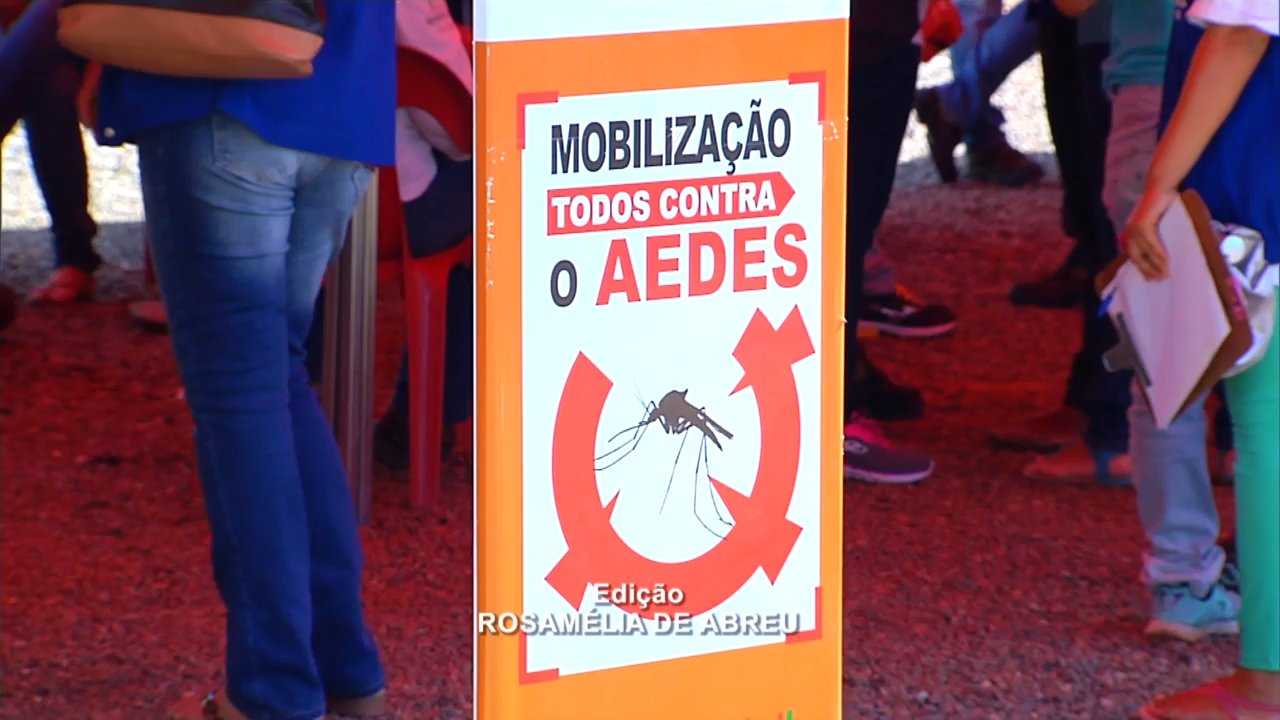 MOBILIZAÇÃO
TODOS CONTRA
O AEDES
Edição
ROSAMÉLIA DE ABREU